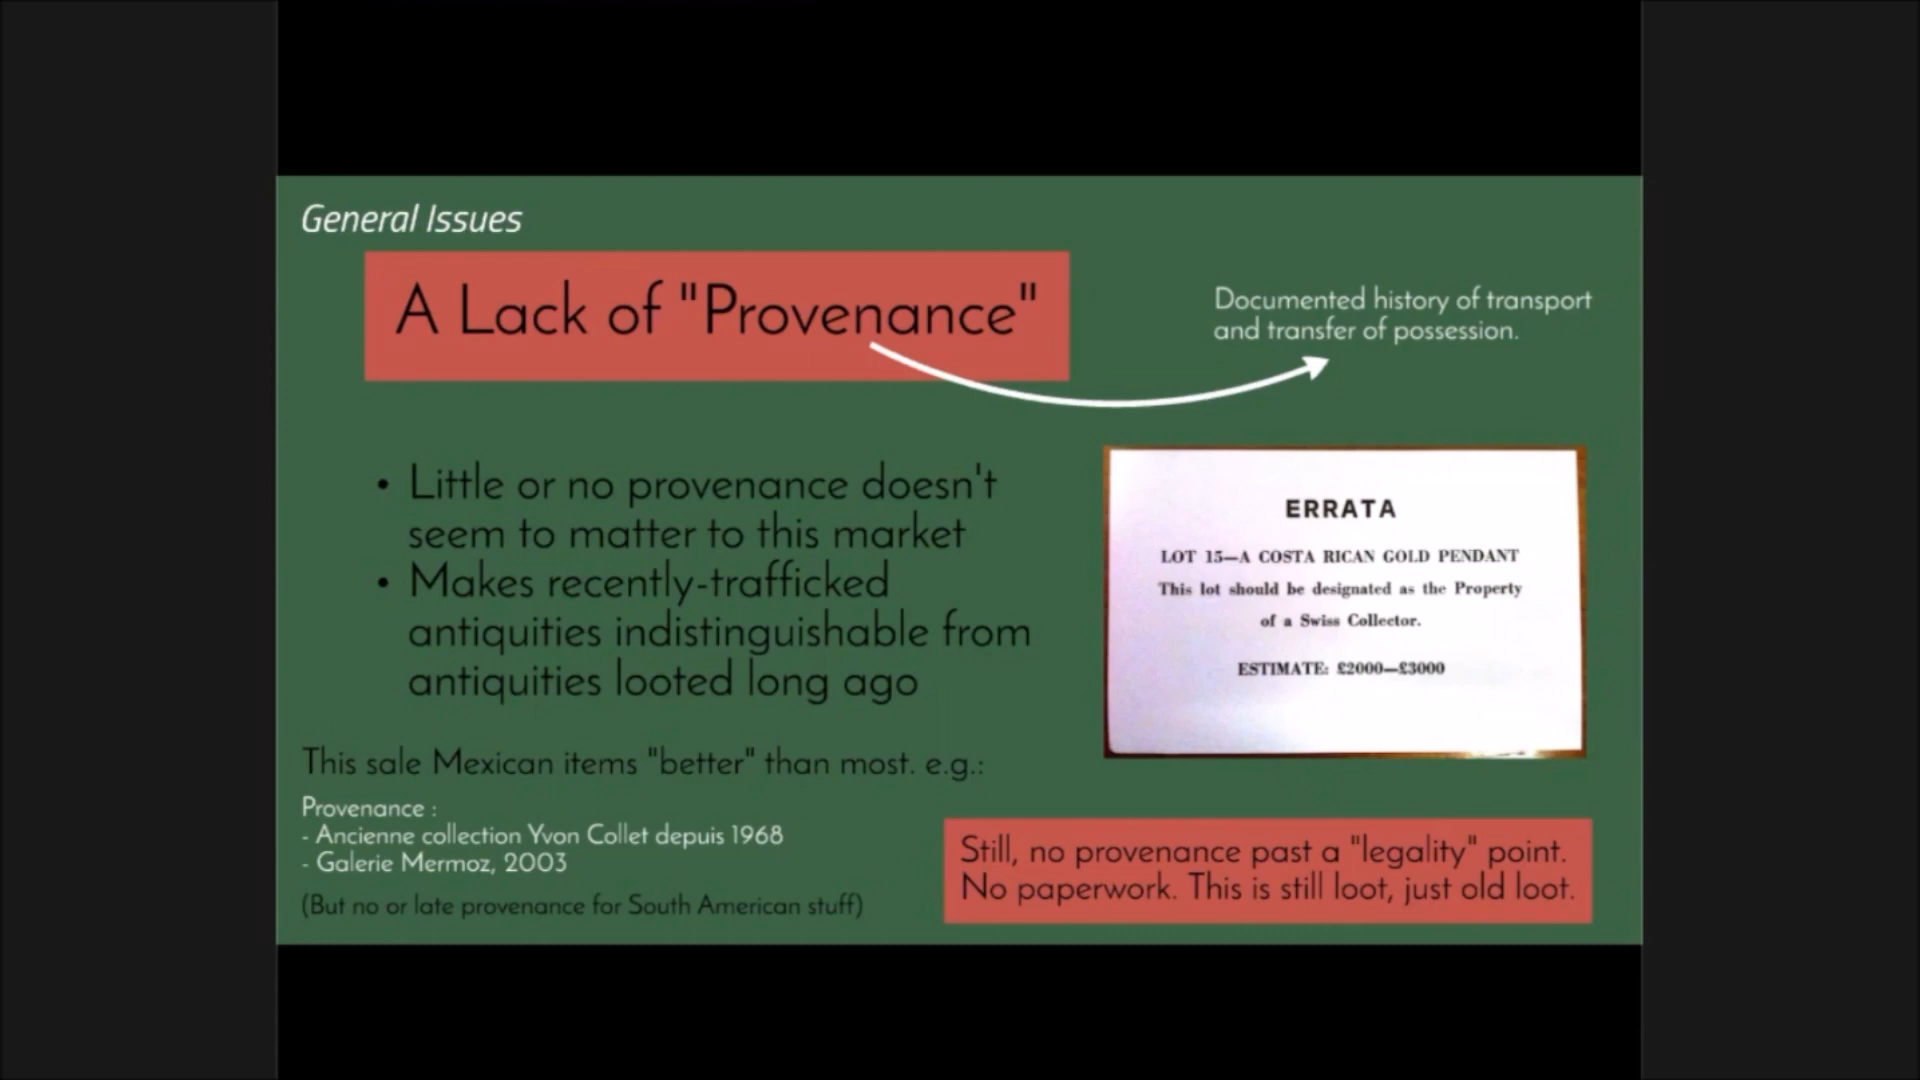 General Issues
A Lack of "Provenance"
Documented history of transport
and transfer of possession.
• Little or no provenance doesn't
seem to matter to this market
• Makes recently-trafficked
antiquities indistinguishable from
antiquities looted long ago
ERRATA
LOT 15—A COSTA RICAN GOLD PENDANT
This lot should be designated as the Property
of a Swiss Collector.
ESTIMATE: £2000—£3000
This sale Mexican items "better" than most. e.g.:
Provenance :
- Ancienne collection Yvon Collet depuis 1968
- Galerie Mermoz, 2003
(But no or late provenance for South American stuff)
Still, no provenance past a "legality" point.
No paperwork. This is still loot, just old loot.